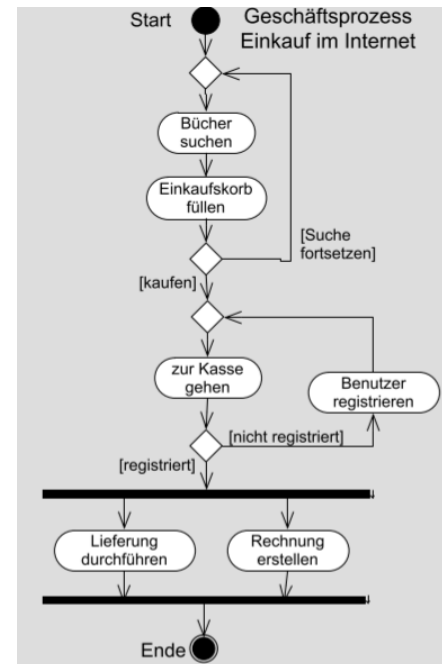 Start
Geschäftsprozess
Einkauf im Internet
Bücher
suchen
Einkaufskorb
füllen
[Suche
fortsetzen]
[kaufen]
zur Kasse
gehen
Benutzer
registrieren
[nicht registriert]
[registriert]
Lieferung
durchführen
Rechnung
erstellen
Ende